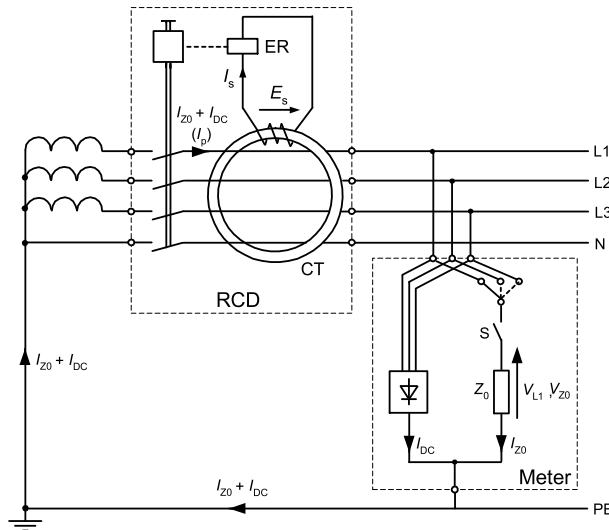 ER
I_s
E_s
I_Z0 + I_DC
(I_p)
L1
L2
L3
N
CT
RCD
S
I_Z0 + I_DC
Z_0
V_L1 , V_Z0
I_DC
I_Z0
Meter
I_Z0 + I_DC
PE